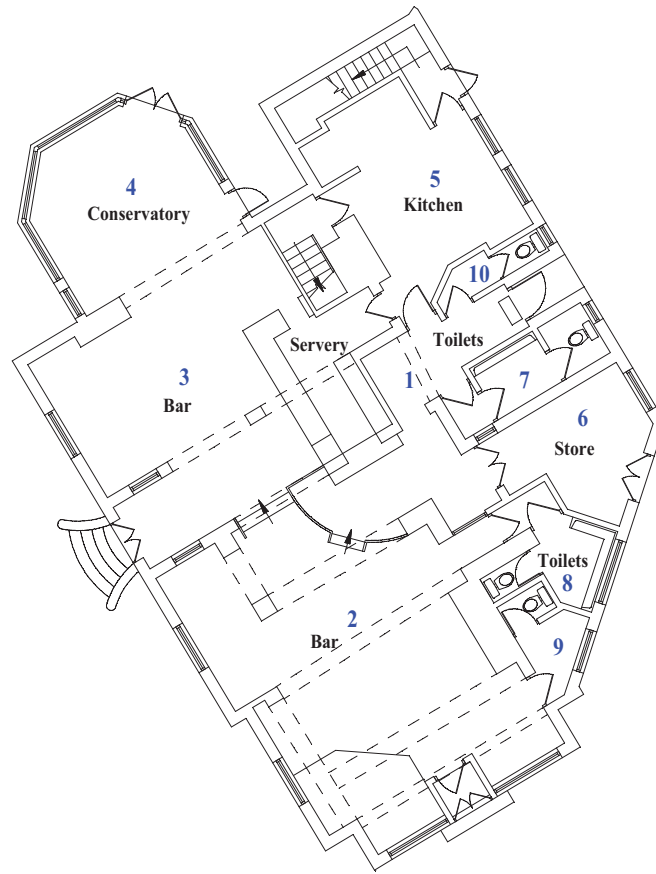 4
Conservatory
5
Kitchen
10
Servery
Toilets
1
7
3
Bar
6
Store
Toilets
8
2
Bar
9